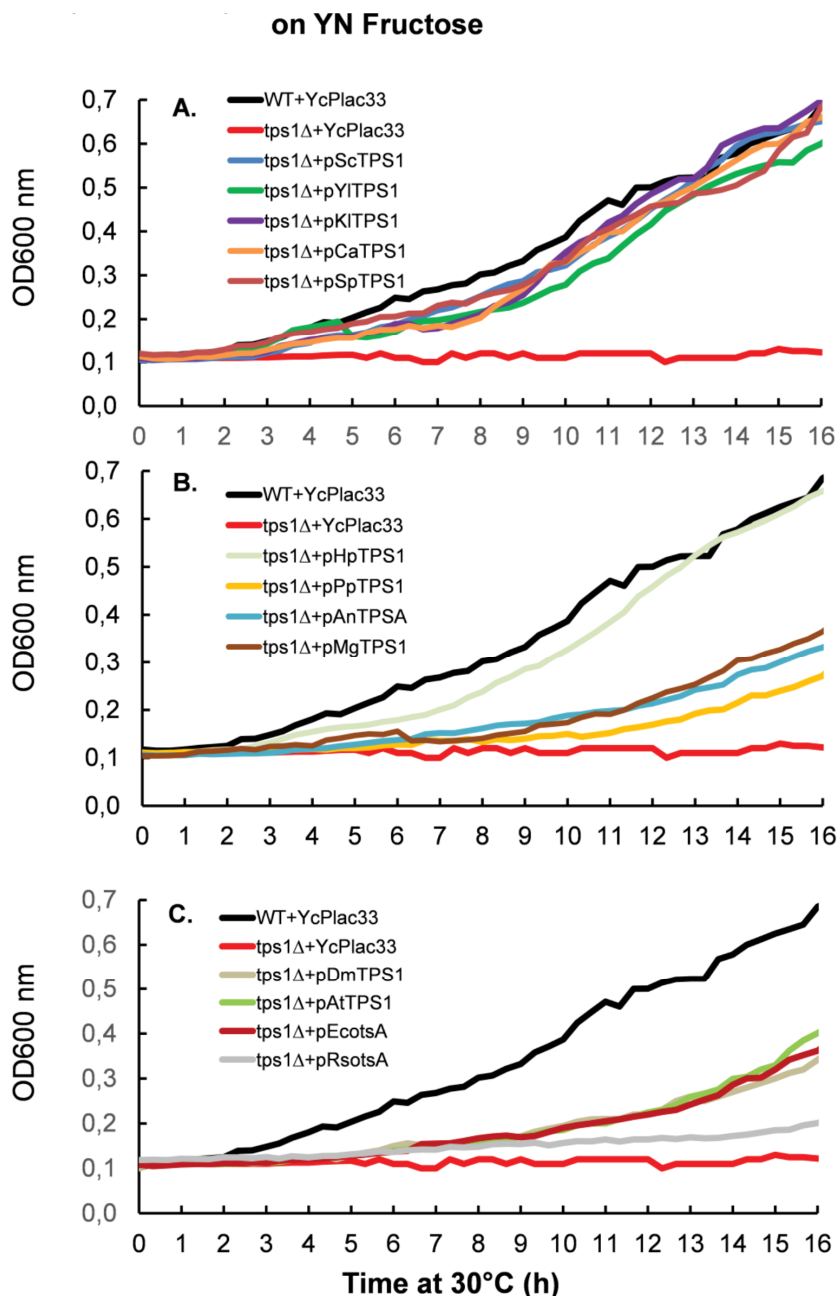 on YN Fructose
A.
WT+YcPlac33
tps1Δ+YcPlac33
tps1Δ+pScTPS1
tps1Δ+pYlTPS1
tps1Δ+pKlTPS1
tps1Δ+pCaTPS1
tps1Δ+pSpTPS1
OD600 nm
0,7
0,6
0,5
0,4
0,3
0,2
0,1
0,0
0 1 2 3 4 5 6 7 8 9 10 11 12 13 14 15 16
B.
WT+YcPlac33
tps1Δ+YcPlac33
tps1Δ+pHpTPS1
tps1Δ+pPpTPS1
tps1Δ+pAnTPSA
tps1Δ+pMgTPS1
OD600 nm
0,7
0,6
0,5
0,4
0,3
0,2
0,1
0,0
0 1 2 3 4 5 6 7 8 9 10 11 12 13 14 15 16
C.
WT+YcPlac33
tps1Δ+YcPlac33
tps1Δ+pDmTPS1
tps1Δ+pAtTPS1
tps1Δ+pEcotsA
tps1Δ+pRsotsA
OD600 nm
0,7
0,6
0,5
0,4
0,3
0,2
0,1
0,0
0 1 2 3 4 5 6 7 8 9 10 11 12 13 14 15 16
Time at 30°C (h)